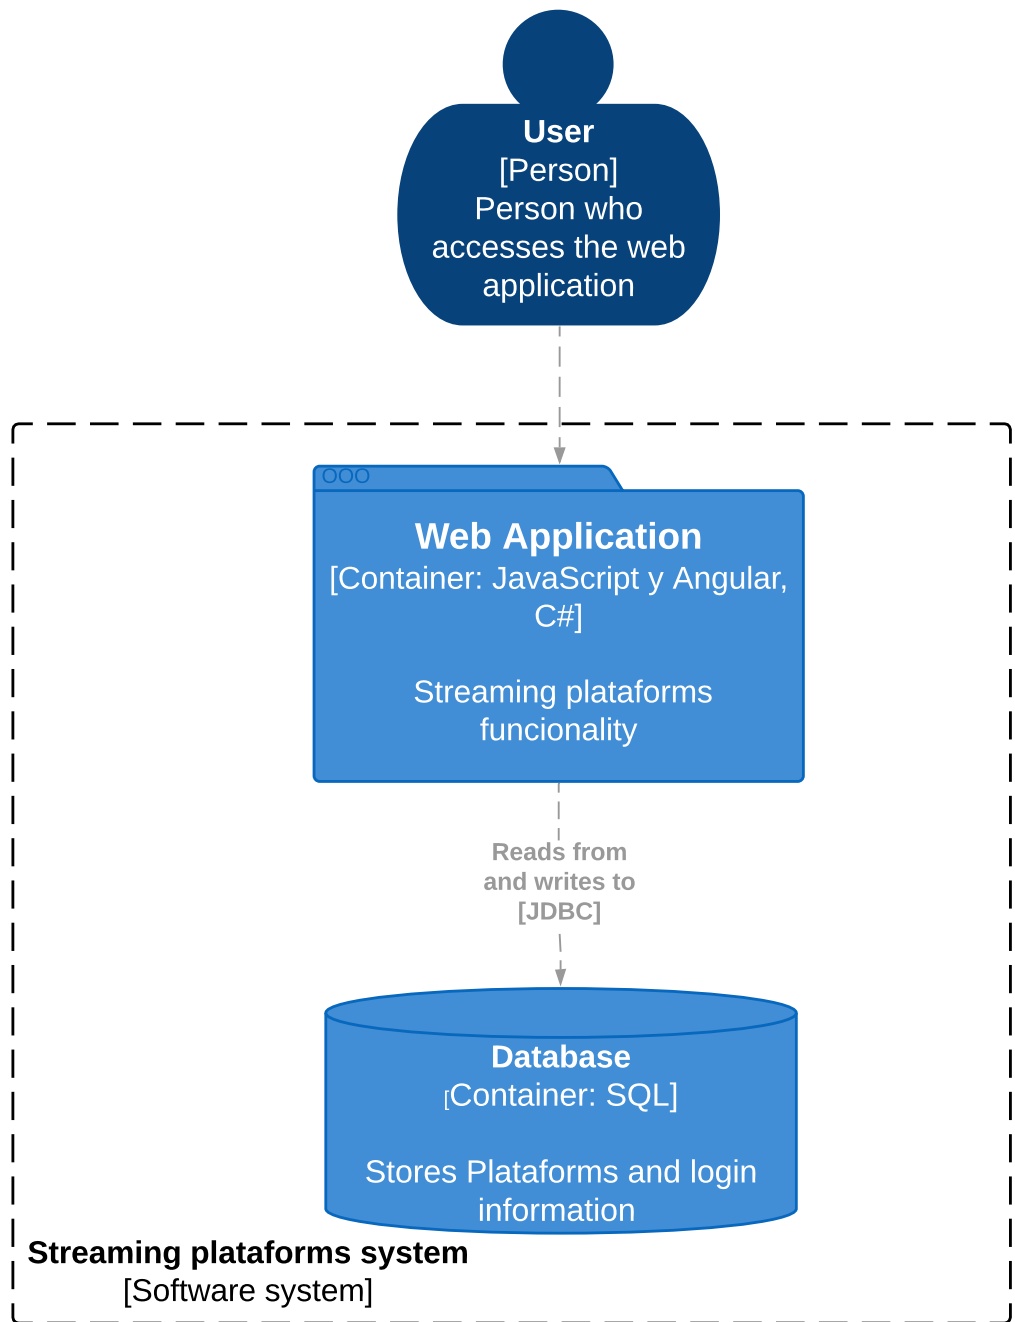 User
[Person]
Person who
accesses the web
application
OOO
Web Application
[Container: JavaScript y Angular,
C#]
Streaming plataforms
funcionality
Reads from
and writes to
[JDBC]
Database
[Container: SQL]
Stores Plataforms and login
information
Streaming plataforms system
[Software system]